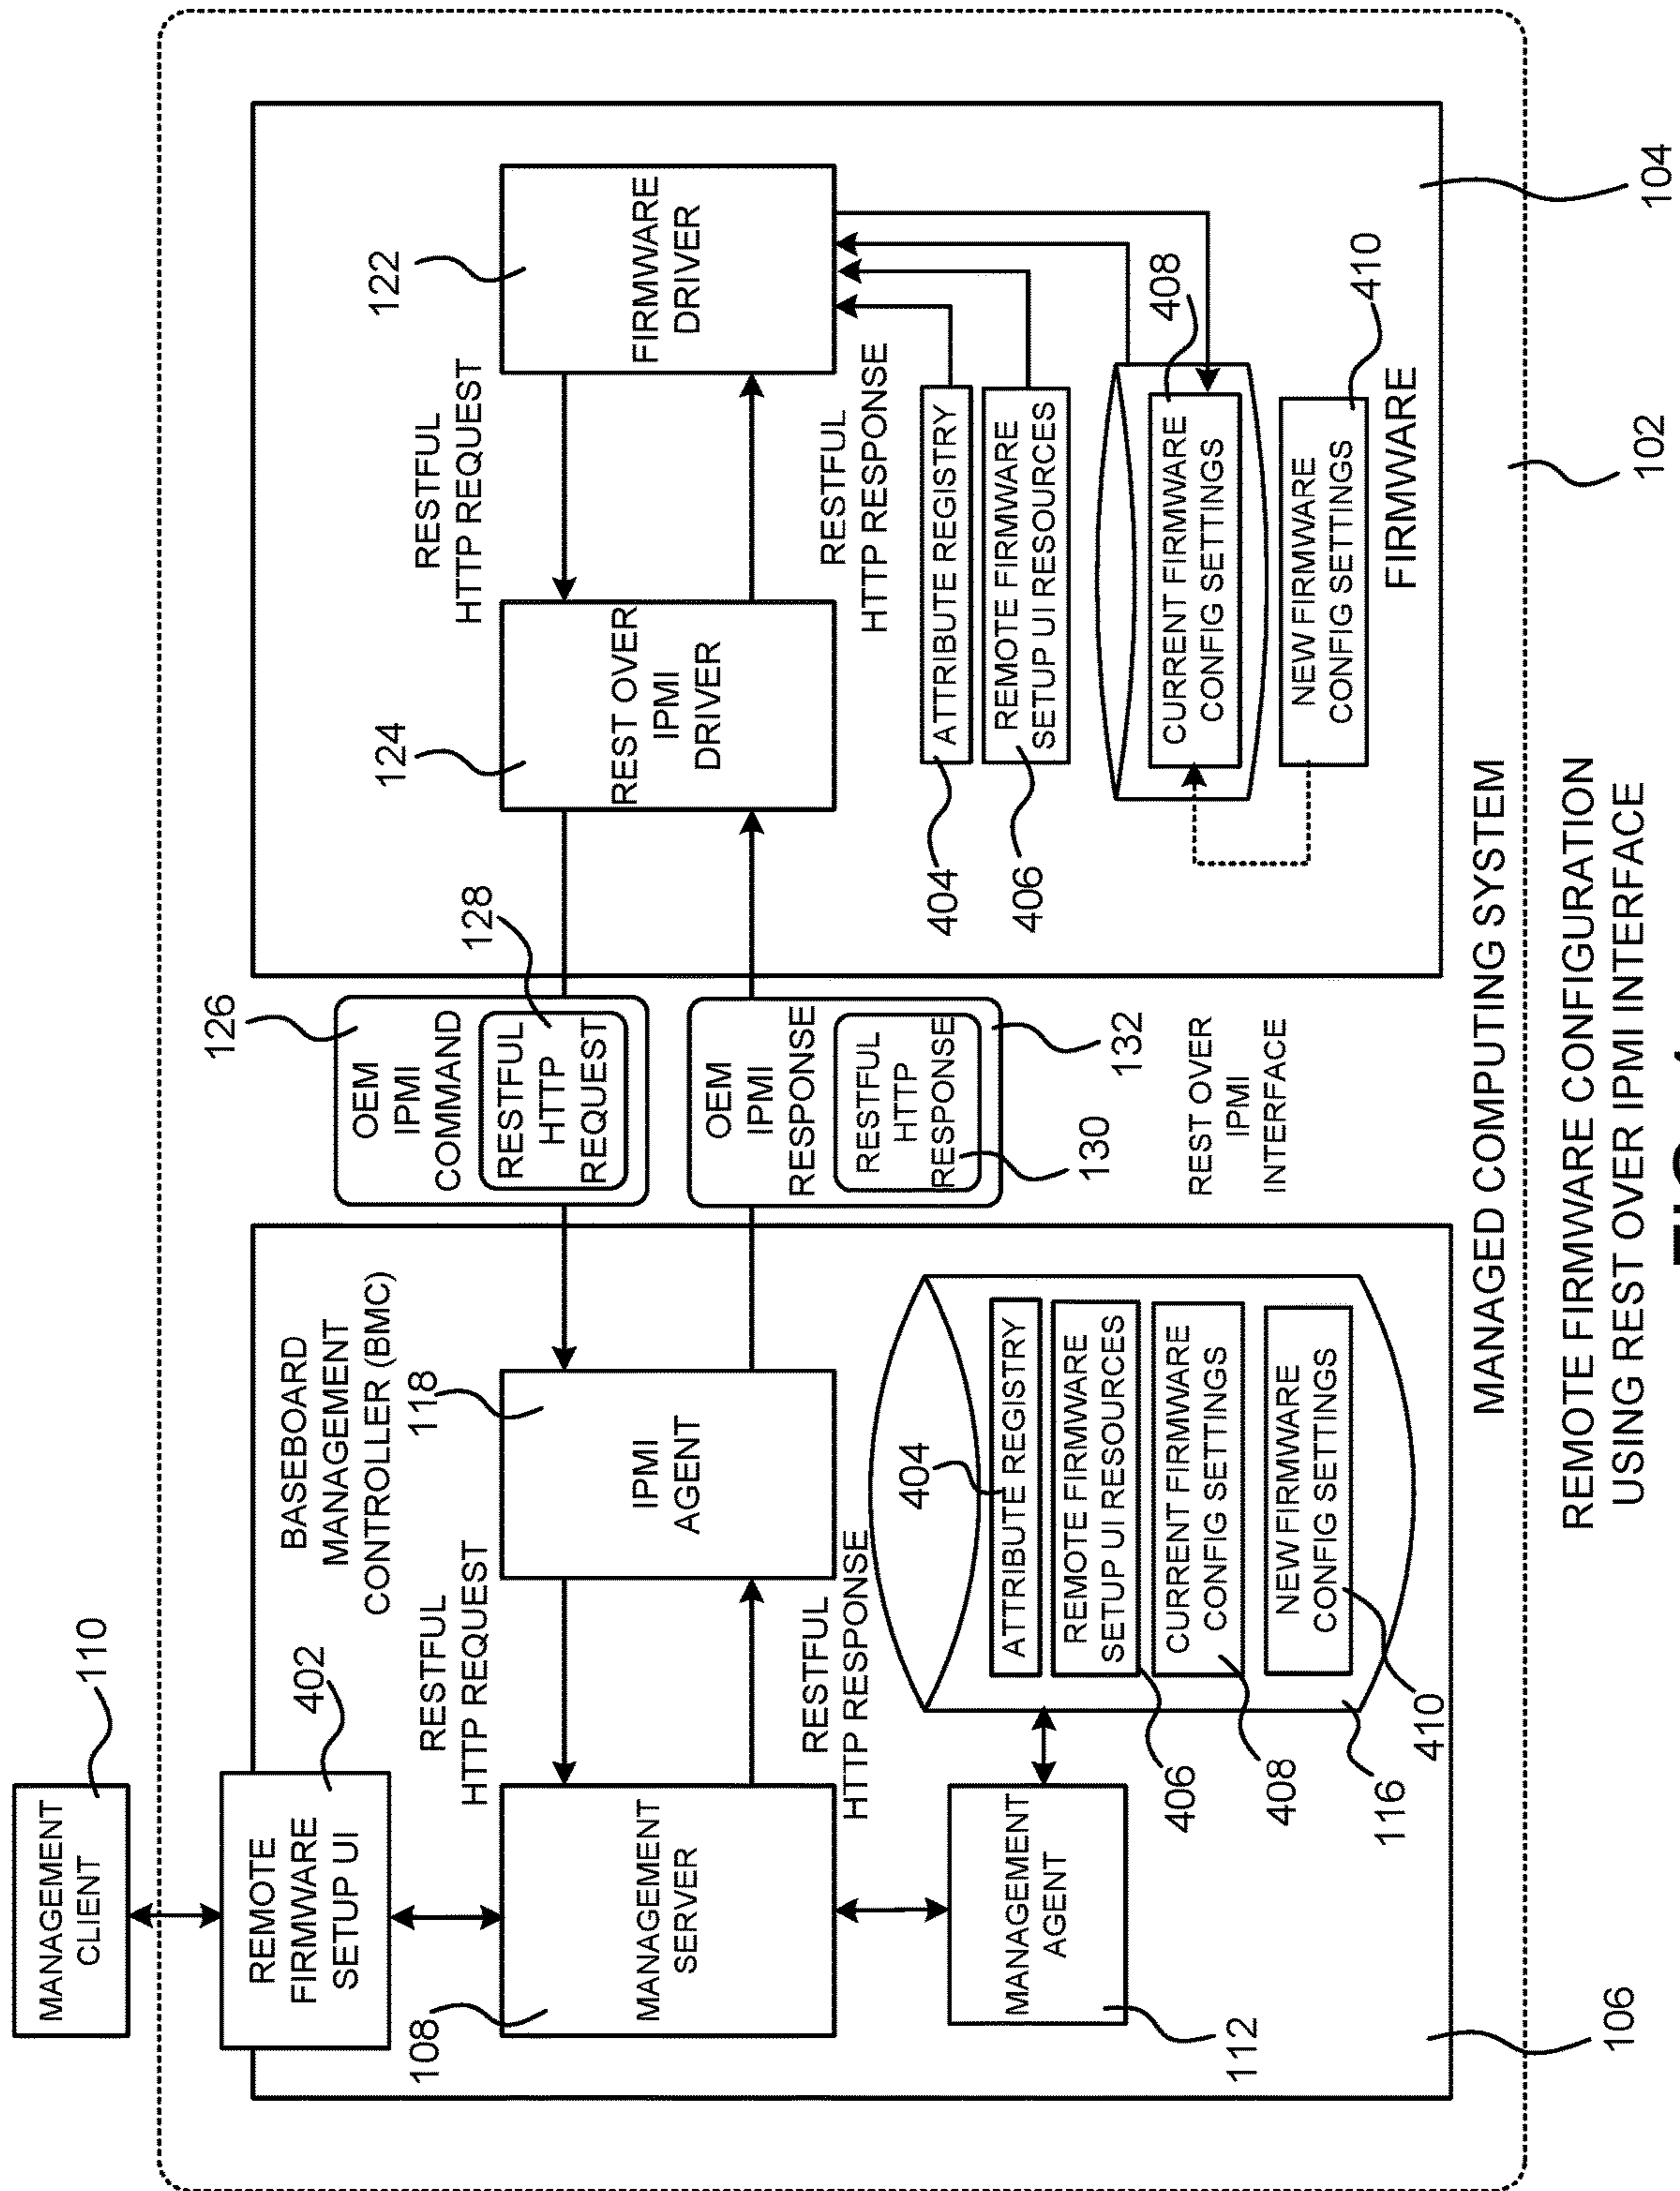 MANAGEMENT
CLIENT
110
REMOTE
FIRMWARE
SETUP UI
402
BASEBOARD
MANAGEMENT
CONTROLLER (BMC)
RESTFUL
HTTP REQUEST
118
108
MANAGEMENT
SERVER
IPMI
AGENT
RESTFUL
HTTP RESPONSE
MANAGEMENT
AGENT
112
404
ATTRIBUTE REGISTRY
REMOTE FIRMWARE
SETUP UI RESOURCES
CURRENT FIRMWARE
CONFIG SETTINGS
NEW FIRMWARE
CONFIG SETTINGS
406
408
116
410
106
126
OEM
IPMI
COMMAND
128
RESTFUL
HTTP
REQUEST
OEM
IPMI
RESPONSE
RESTFUL
HTTP
RESPONSE
130
132
REST OVER
IPMI
INTERFACE
124
REST OVER
IPMI
DRIVER
RESTFUL
HTTP REQUEST
122
FIRMWARE
DRIVER
RESTFUL
HTTP RESPONSE
ATTRIBUTE REGISTRY
404
REMOTE FIRMWARE
SETUP UI RESOURCES
406
408
CURRENT FIRMWARE
CONFIG SETTINGS
410
NEW FIRMWARE
CONFIG SETTINGS
FIRMWARE
104
MANAGED COMPUTING SYSTEM
102
REMOTE FIRMWARE CONFIGURATION
USING REST OVER IPMI INTERFACE